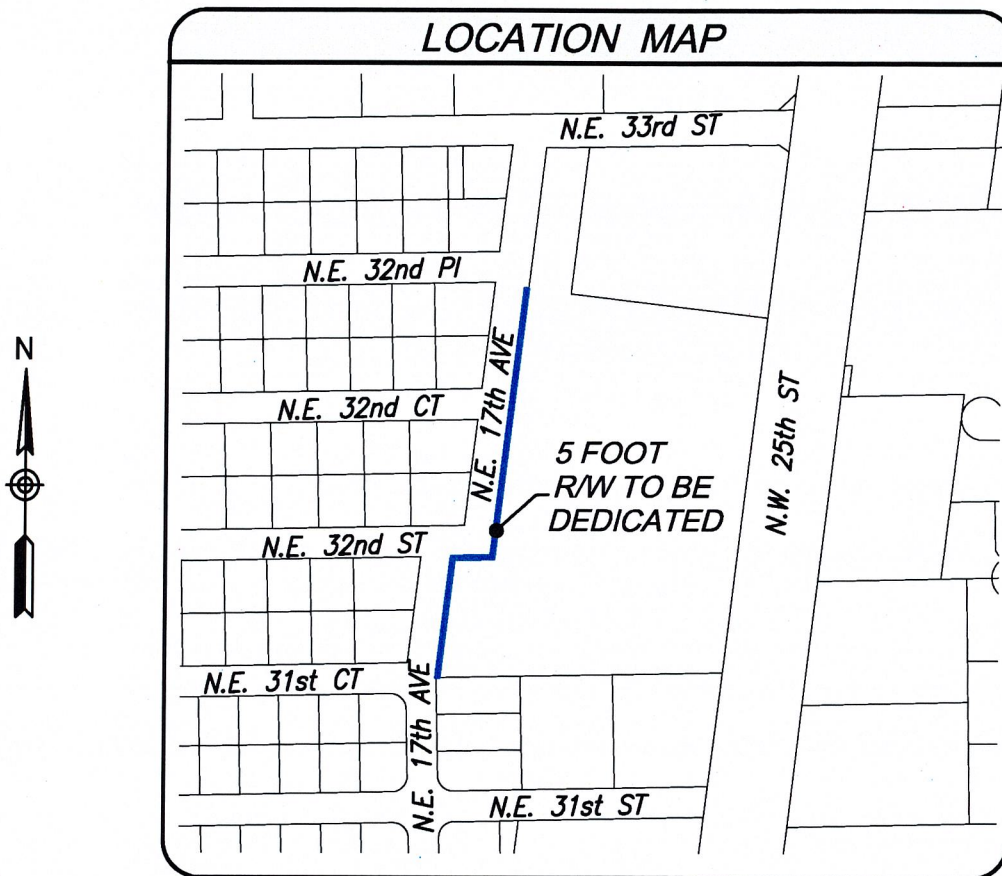 LOCATION MAP
N.E. 33rd ST
N.E. 32nd Pl
N
N.E. 17th AVE
N.E. 32nd CT
N.W. 25th ST
5 FOOT
R/W TO BE
DEDICATED
N.E. 32nd ST
N.E. 31st CT
N.E. 17th AVE
N.E. 31st ST